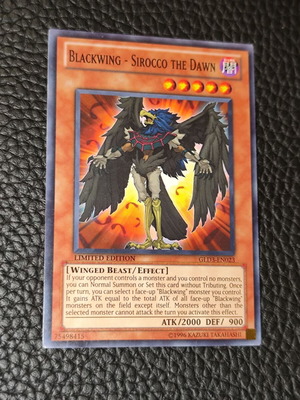 BLACKWING - SIROCCO THE DAWN
LIMITED EDITION
GLD3-EN023
[WINGED BEAST/EFFECT]
If your opponent controls a monster and you control no monsters,
you can Normal Summon or Set this card without Tributing. Once
per turn, you can select 1 face-up "Blackwing" monster you control.
It gains ATK equal to the total ATK of all face-up "Blackwing"
monsters on the field except itself. Monsters other than the
selected monster cannot attack the turn you activate this effect.
ATK/2000 DEF/ 900
75498415
©1996 KAZUKI TAKAHASHI